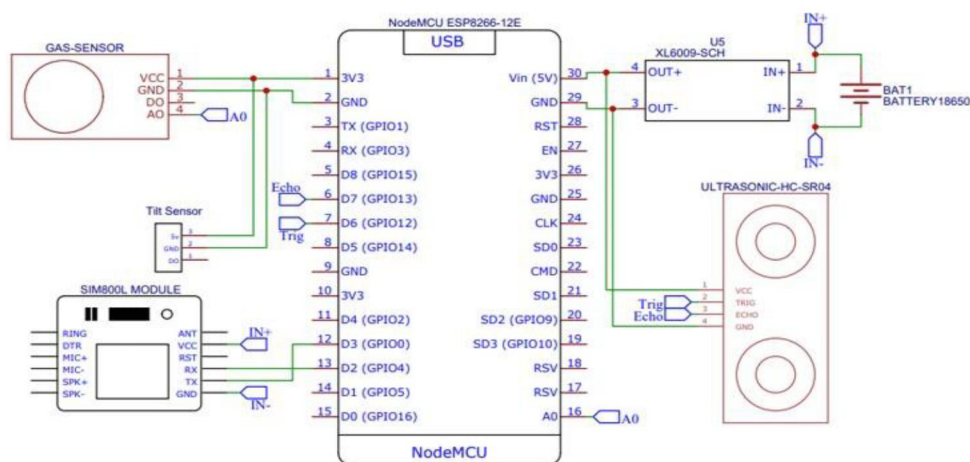 NodeMCU ESP8266-12E
USB
GAS-SENSOR
VCC 1
GND 2
DO 3
AO 4
A0
Tilt Sensor
5v 3
GND 2
DO 1
SIM800L MODULE
RING
DTR
MIC+
MIC-
SPK+
SPK-
ANT
VCC
RST
RX
TX
GND
IN+
IN-
Echo
Trig
1 3V3
2 GND
3 TX (GPIO1)
4 RX (GPIO3)
5 D8 (GPIO15)
6 D7 (GPIO13)
7 D6 (GPIO12)
8 D5 (GPIO14)
9 GND
10 3V3
11 D4 (GPIO2)
12 D3 (GPIO0)
13 D2 (GPIO4)
14 D1 (GPIO5)
15 D0 (GPIO16)
Vin (5V) 30
GND 29
RST 28
EN 27
3V3 26
GND 25
CLK 24
SD0 23
CMD 22
SD1 21
SD2 (GPIO9) 20
SD3 (GPIO10) 19
RSV 18
RSV 17
A0 16
A0
NodeMCU
U5
XL6009-SCH
4 OUT+
3 OUT-
IN+ 1
IN- 2
IN+
IN-
BAT1
BATTERY18650
ULTRASONIC-HC-SR04
1 VCC
2 TRIG
3 ECHO
4 GND
Trig
Echo